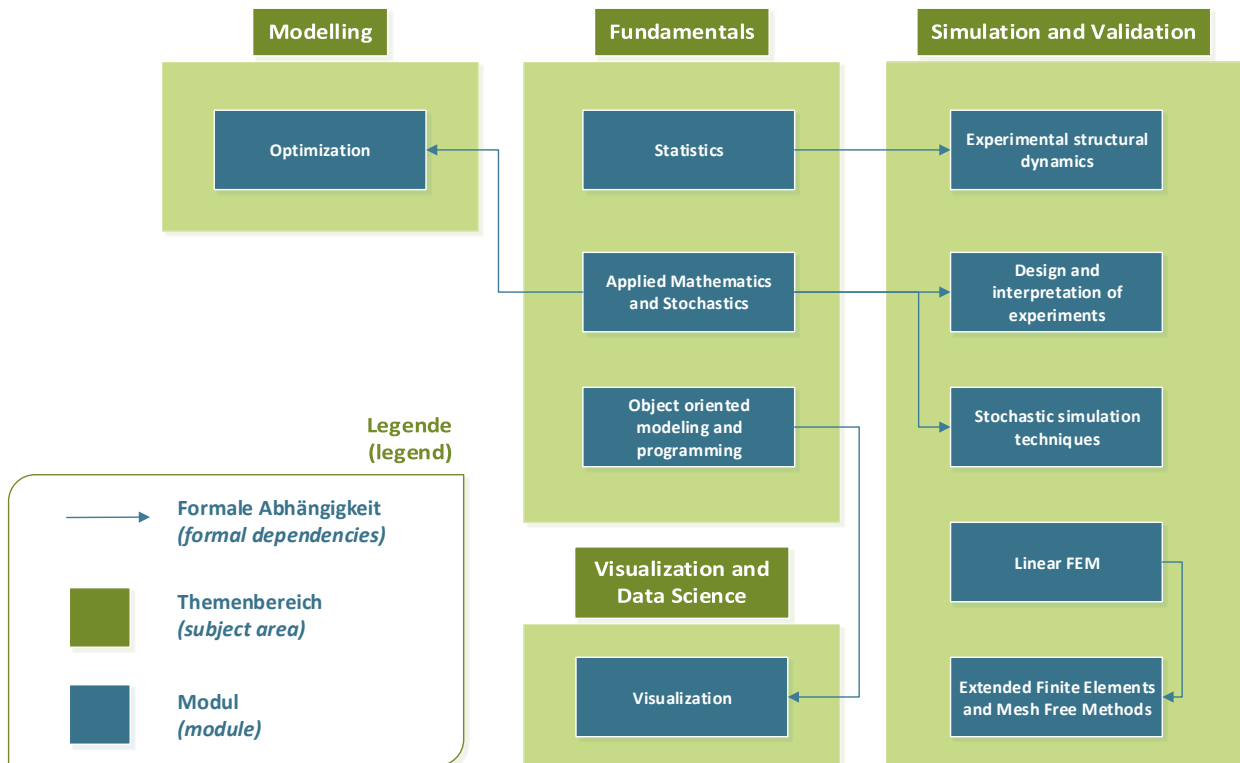 Modelling
Optimization
Fundamentals
Statistics
Applied Mathematics
and Stochastics
Object oriented
modeling and
programming
Simulation and Validation
Experimental structural
dynamics
Design and
interpretation of
experiments
Stochastic simulation
techniques
Linear FEM
Extended Finite Elements
and Mesh Free Methods
Visualization and
Data Science
Visualization
Legende
(legend)
Formale Abhängigkeit
(formal dependencies)
Themenbereich
(subject area)
Modul
(module)